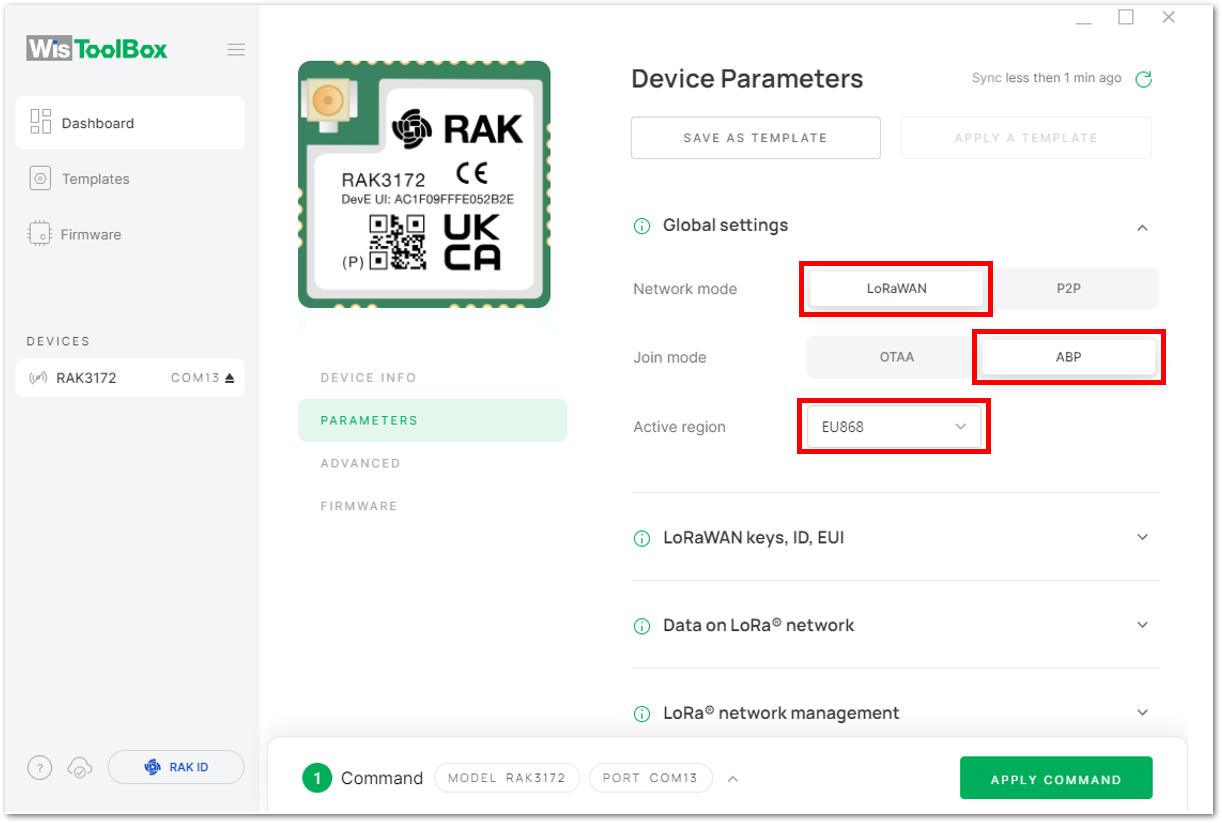 WisToolBox
Dashboard
Templates
Firmware
DEVICES
RAK3172 COM13
? RAK ID
RAK
RAK3172
DevE UI: AC1F09FFFE052B2E
(P)
UK
CA
DEVICE INFO
PARAMETERS
ADVANCED
FIRMWARE
Device Parameters Sync less then 1 min ago
SAVE AS TEMPLATE APPLY A TEMPLATE
Global settings
Network mode LoRaWAN P2P
Join mode OTAA ABP
Active region EU868
LoRaWAN keys, ID, EUI
Data on LoRa® network
LoRa® network management
1 Command MODEL RAK3172 PORT COM13 APPLY COMMAND